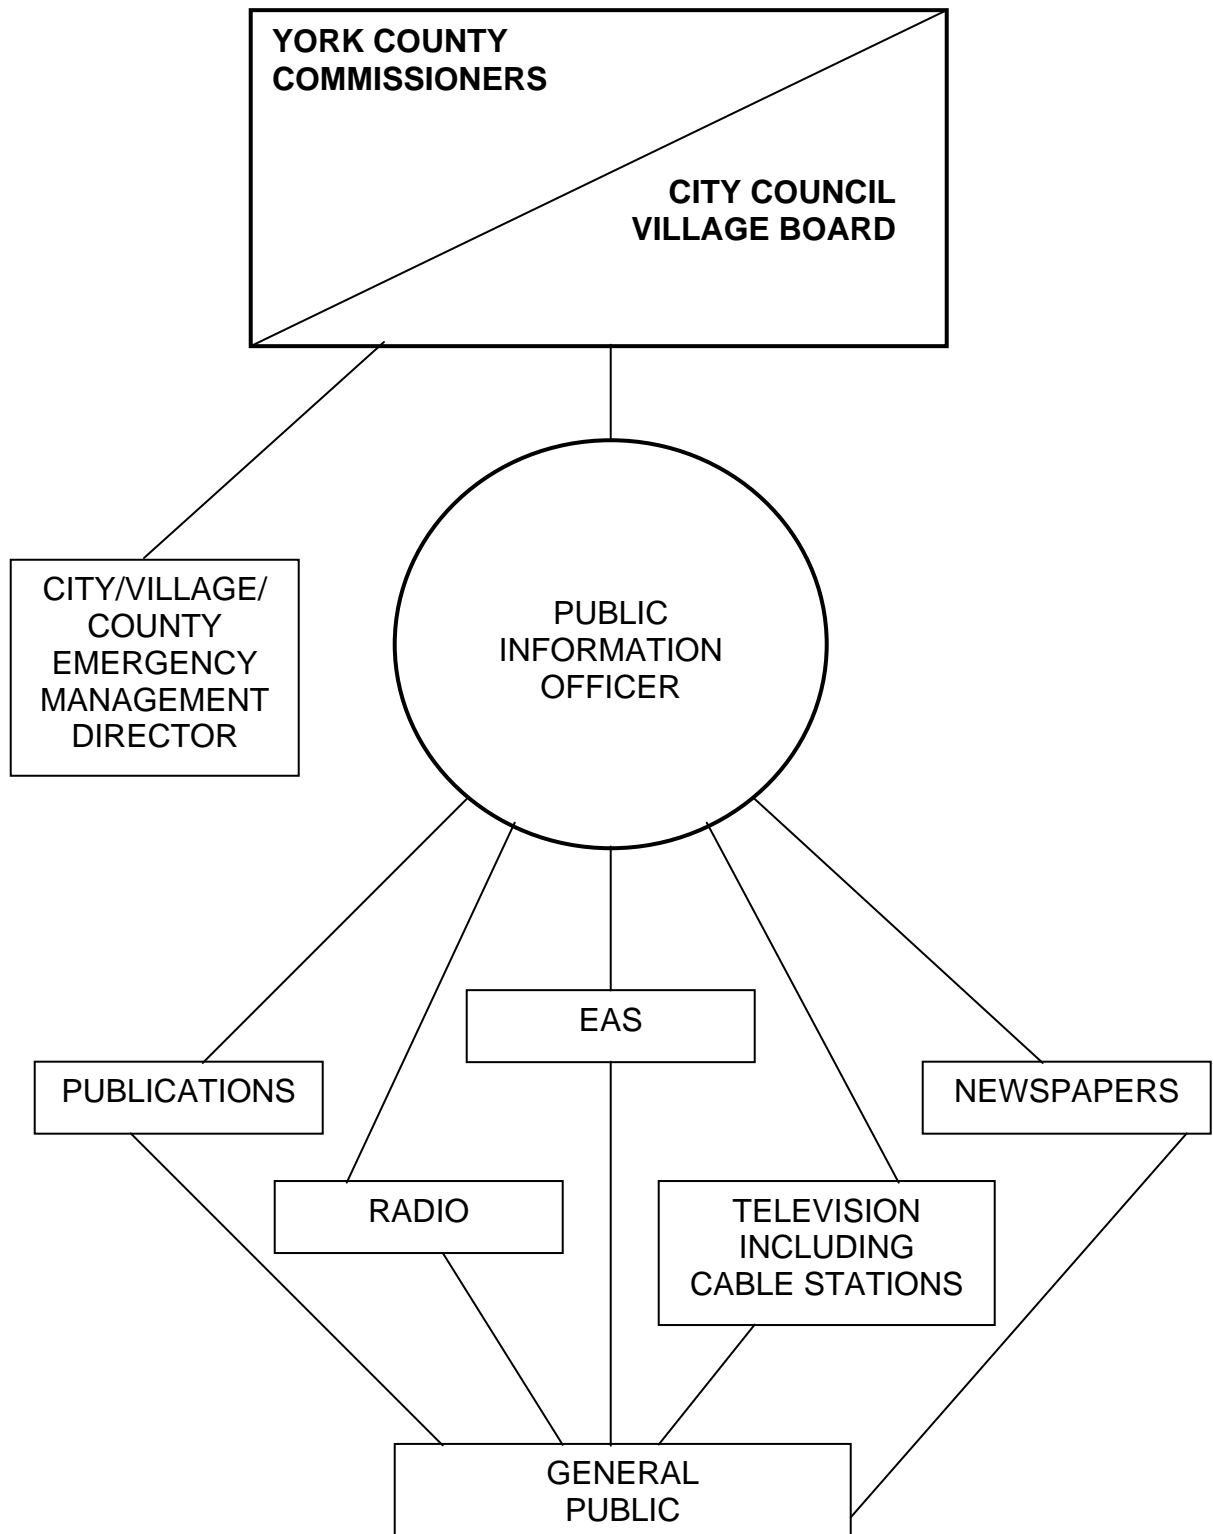 YORK COUNTY
COMMISSIONERS
CITY COUNCIL
VILLAGE BOARD
CITY/VILLAGE/
COUNTY
EMERGENCY
MANAGEMENT
DIRECTOR
PUBLIC
INFORMATION
OFFICER
EAS
PUBLICATIONS
NEWSPAPERS
RADIO
TELEVISION
INCLUDING
CABLE STATIONS
GENERAL
PUBLIC